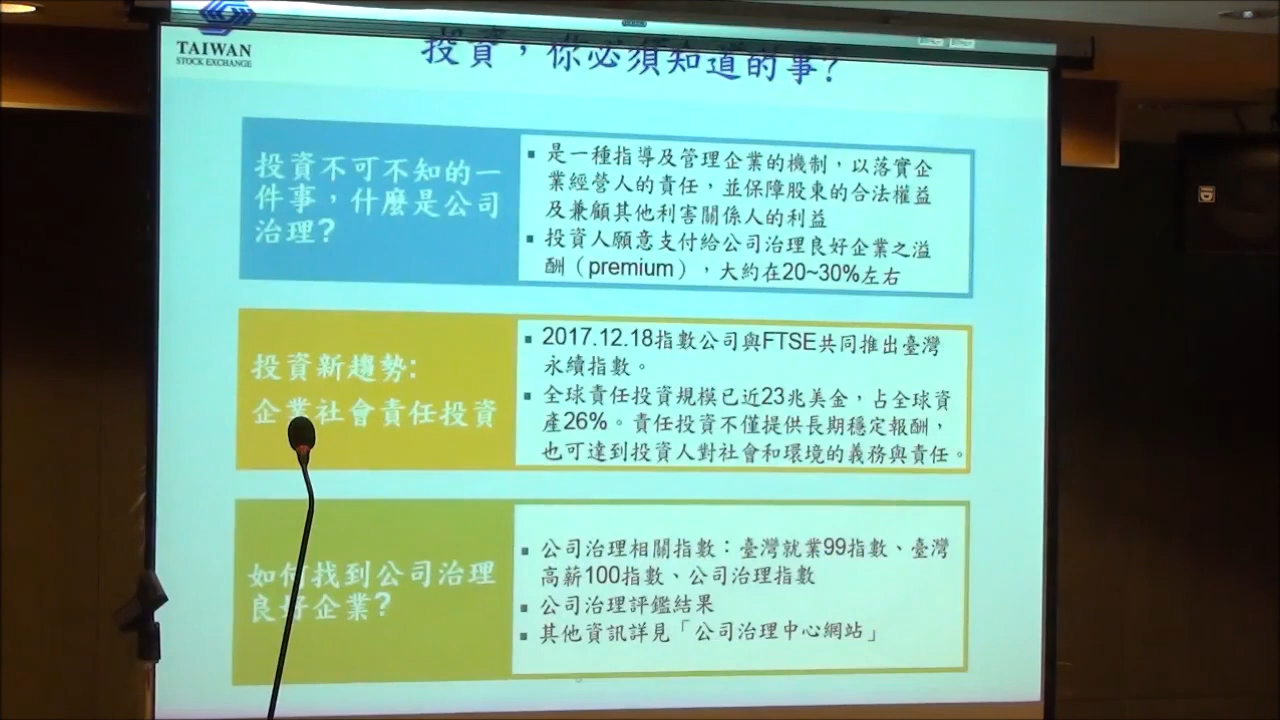 TAIWAN
STOCK EXCHANGE
投資，你必須知道的事?
投資不可不知的一
件事，什麼是公司
治理?
▪ 是一種指導及管理企業的機制，以落實企
業經營人的責任，並保障股東的合法權益
及兼顧其他利害關係人的利益
▪ 投資人願意支付給公司治理良好企業之溢
酬（premium），大約在20~30%左右
投資新趨勢:
企業社會責任投資
▪ 2017.12.18指數公司與FTSE共同推出臺灣
永續指數。
▪ 全球責任投資規模已近23兆美金，占全球資
產26%。責任投資不僅提供長期穩定報酬，
也可達到投資人對社會和環境的義務與責任。
如何找到公司治理
良好企業?
▪ 公司治理相關指數：臺灣就業99指數、臺灣
高薪100指數、公司治理指數
▪ 公司治理評鑑結果
▪ 其他資訊詳見「公司治理中心網站」